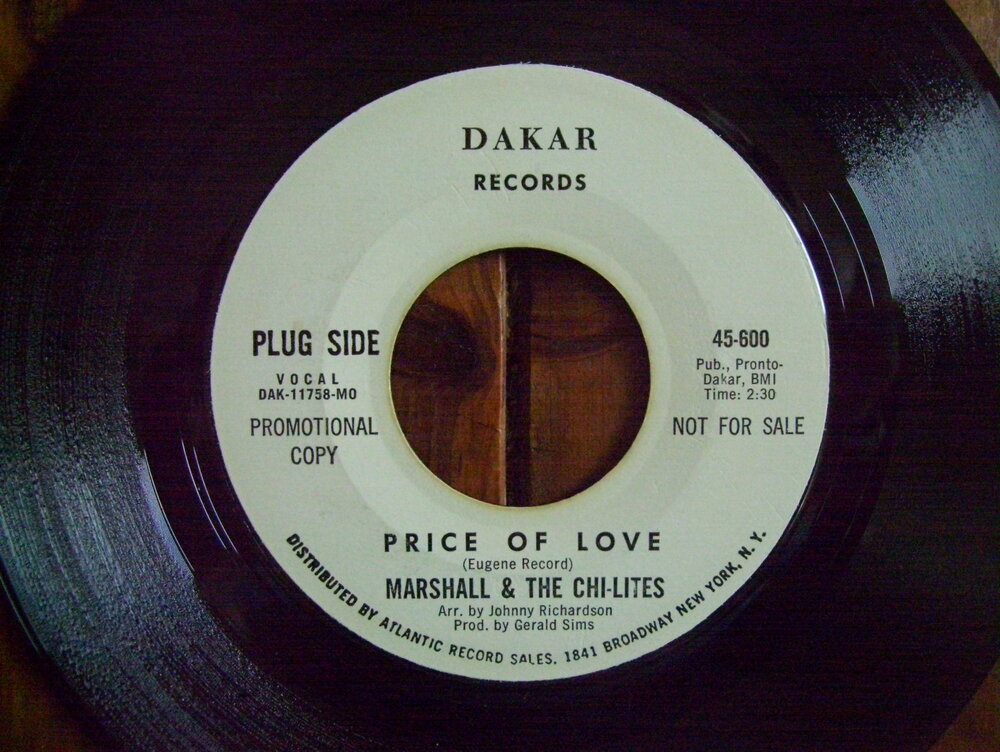 DAKAR
RECORDS
PLUG SIDE
VOCAL
DAK-11758-MO
PROMOTIONAL
COPY
45-600
Pub., Pronto-
Dakar, BMI
Time: 2:30
NOT FOR SALE
PRICE OF LOVE
(Eugene Record)
MARSHALL & THE CHI-LITES
Arr. by Johnny Richardson
Prod. by Gerald Sims
DISTRIBUTED BY ATLANTIC RECORD SALES. 1841 BROADWAY NEW YORK, N. Y.